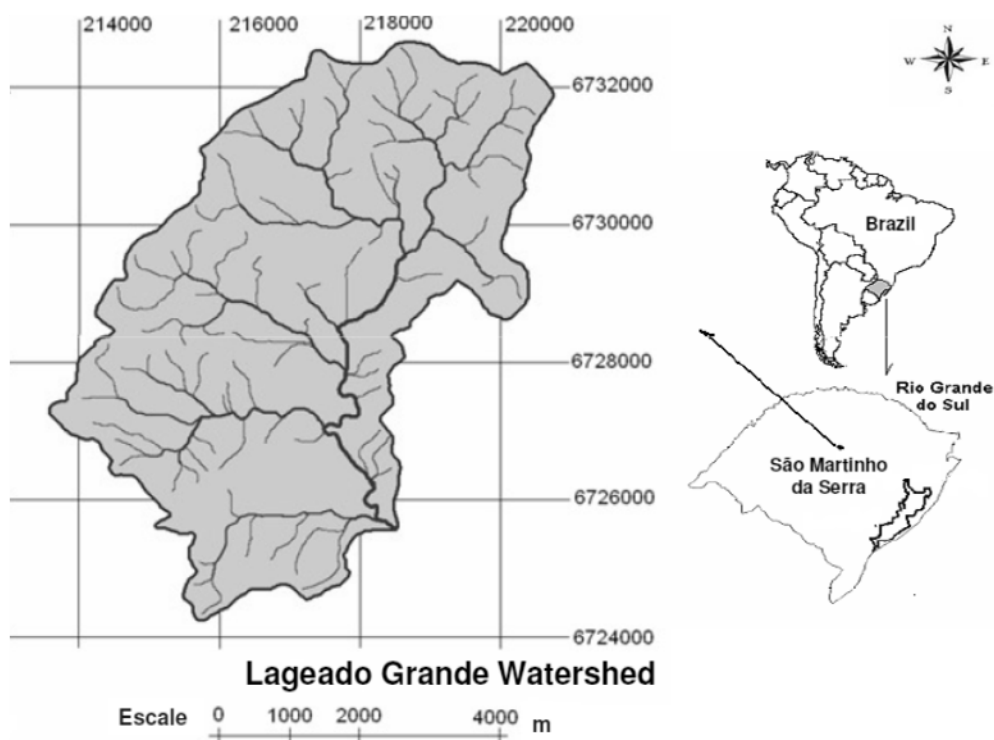 214000
216000
218000
220000
N
W
E
S
6732000
6730000
6728000
6726000
6724000
Brazil
Rio Grande
do Sul
São Martinho
da Serra
Lageado Grande Watershed
Escale 0 1000 2000 4000 m